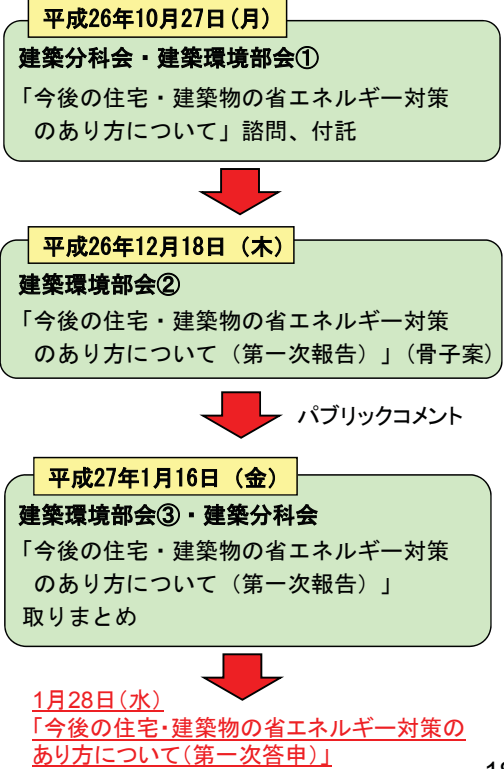 平成26年10月27日(月)
建築分科会・建築環境部会①
「今後の住宅・建築物の省エネルギー対策
のあり方について」諮問、付託
平成26年12月18日（木）
建築環境部会②
「今後の住宅・建築物の省エネルギー対策
のあり方について（第一次報告）」（骨子案）
パブリックコメント
平成27年1月16日（金）
建築環境部会③・建築分科会
「今後の住宅・建築物の省エネルギー対策
のあり方について（第一次報告）」
取りまとめ
1月28日（水）
「今後の住宅・建築物の省エネルギー対策の
あり方について（第一次答申）」